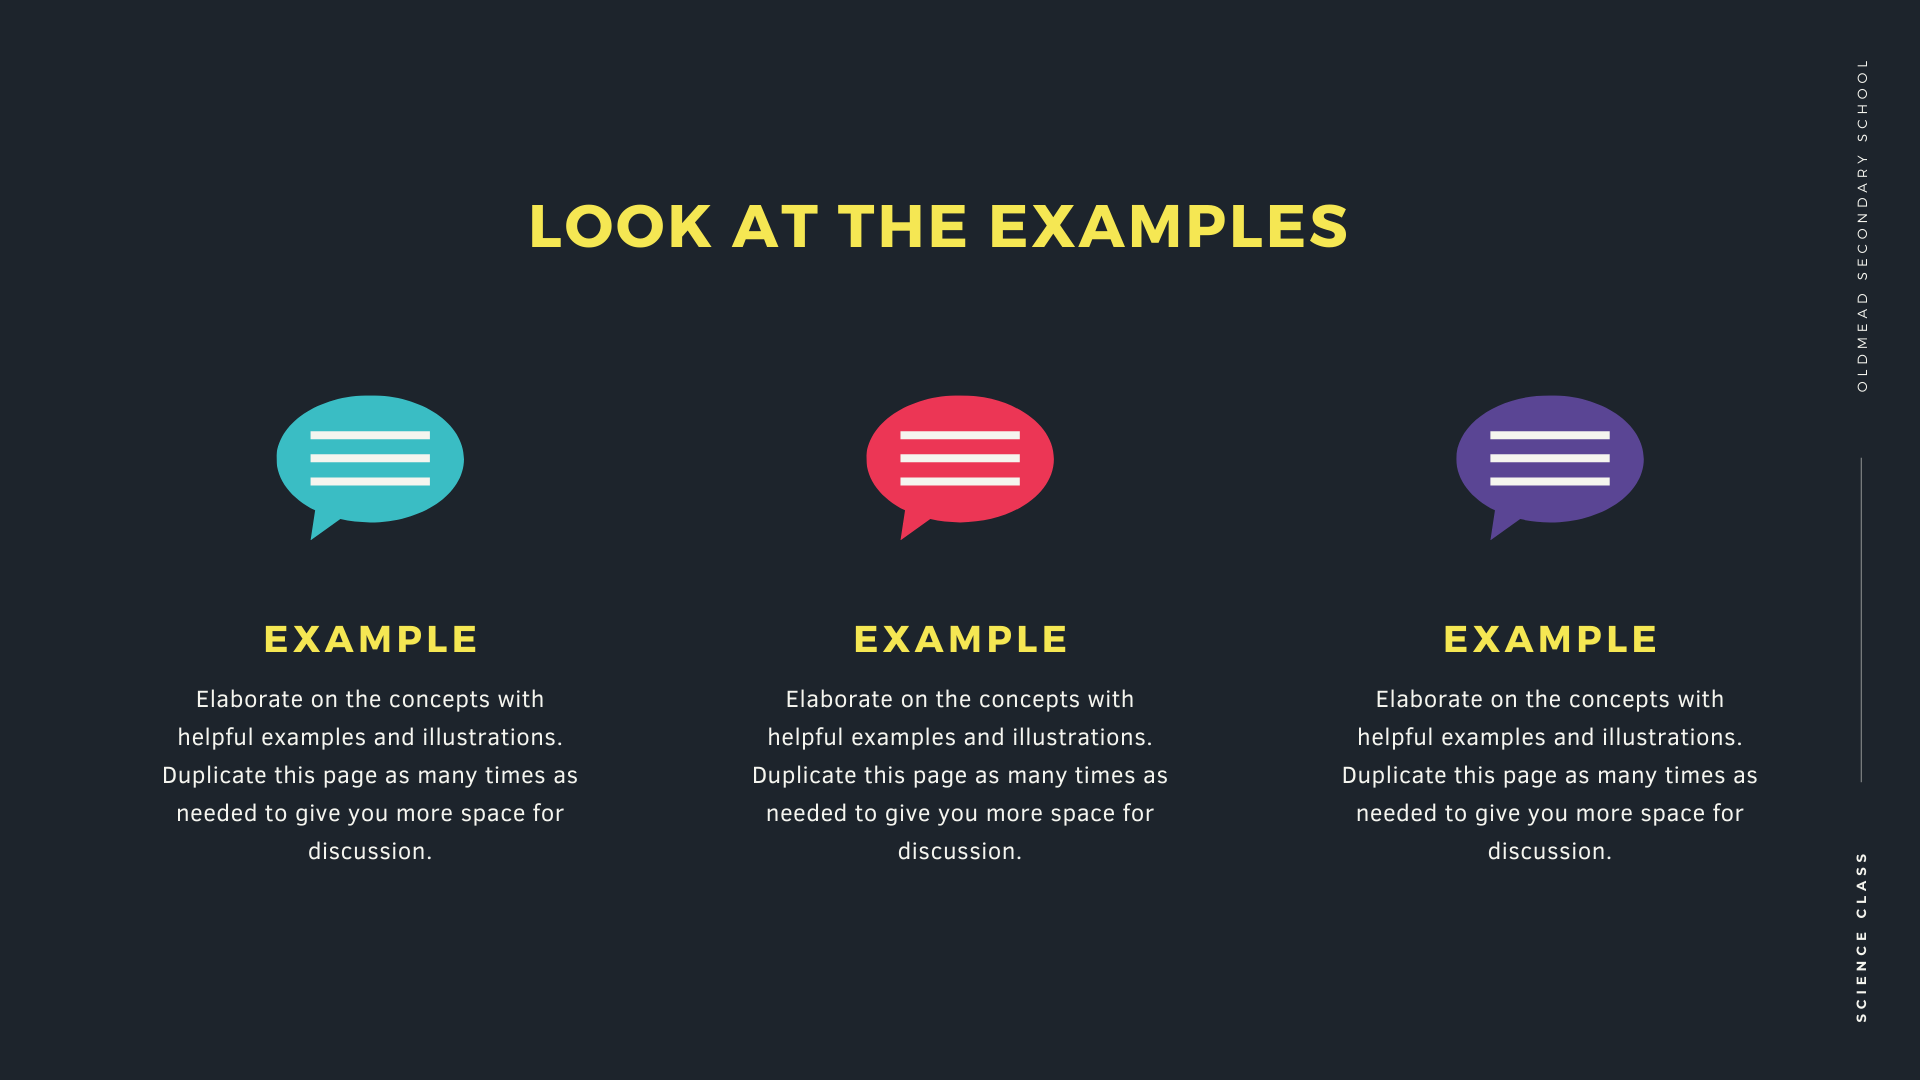 LOOK AT THE EXAMPLES
EXAMPLE
Elaborate on the concepts with
helpful examples and illustrations.
Duplicate this page as many times as
needed to give you more space for
discussion.
EXAMPLE
Elaborate on the concepts with
helpful examples and illustrations.
Duplicate this page as many times as
needed to give you more space for
discussion.
EXAMPLE
Elaborate on the concepts with
helpful examples and illustrations.
Duplicate this page as many times as
needed to give you more space for
discussion.
OLDMEAD SECONDARY SCHOOL
SCIENCE CLASS